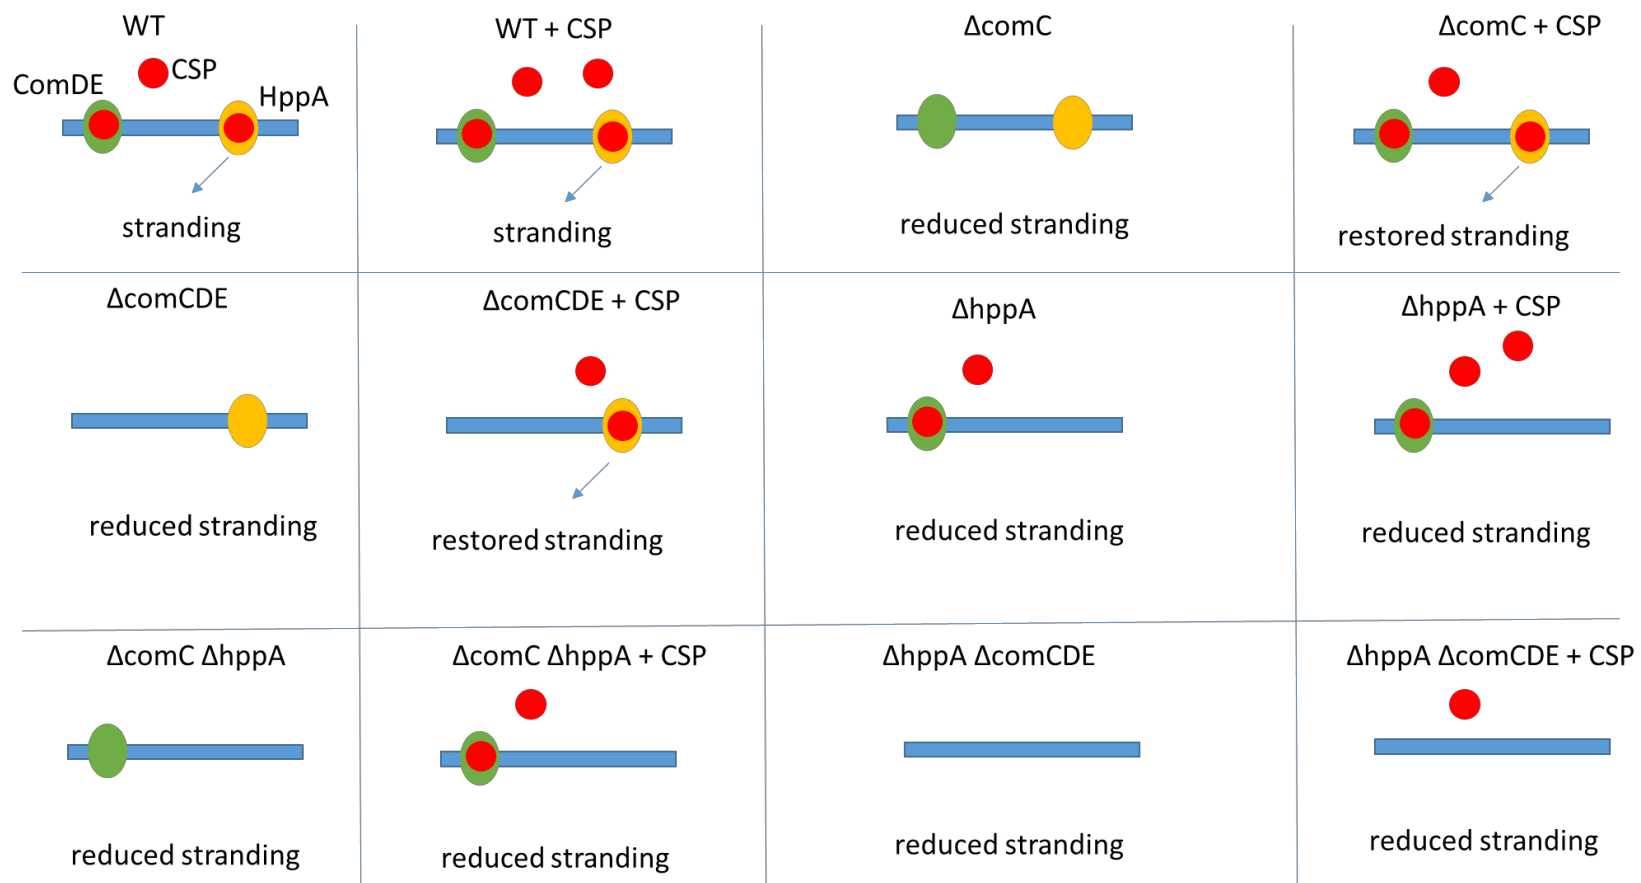 WT
CSP
ComDE
HppA
stranding
WT + CSP
stranding
ΔcomC
reduced stranding
ΔcomC + CSP
restored stranding
ΔcomCDE
reduced stranding
ΔcomCDE + CSP
restored stranding
ΔhppA
reduced stranding
ΔhppA + CSP
reduced stranding
ΔcomC ΔhppA
reduced stranding
ΔcomC ΔhppA + CSP
reduced stranding
ΔhppA ΔcomCDE
reduced stranding
ΔhppA ΔcomCDE + CSP
reduced stranding